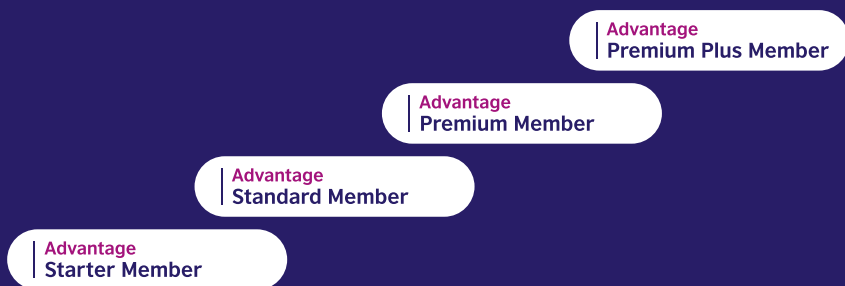 Advantage
Premium Plus Member
Advantage
Premium Member
Advantage
Standard Member
Advantage
Starter Member